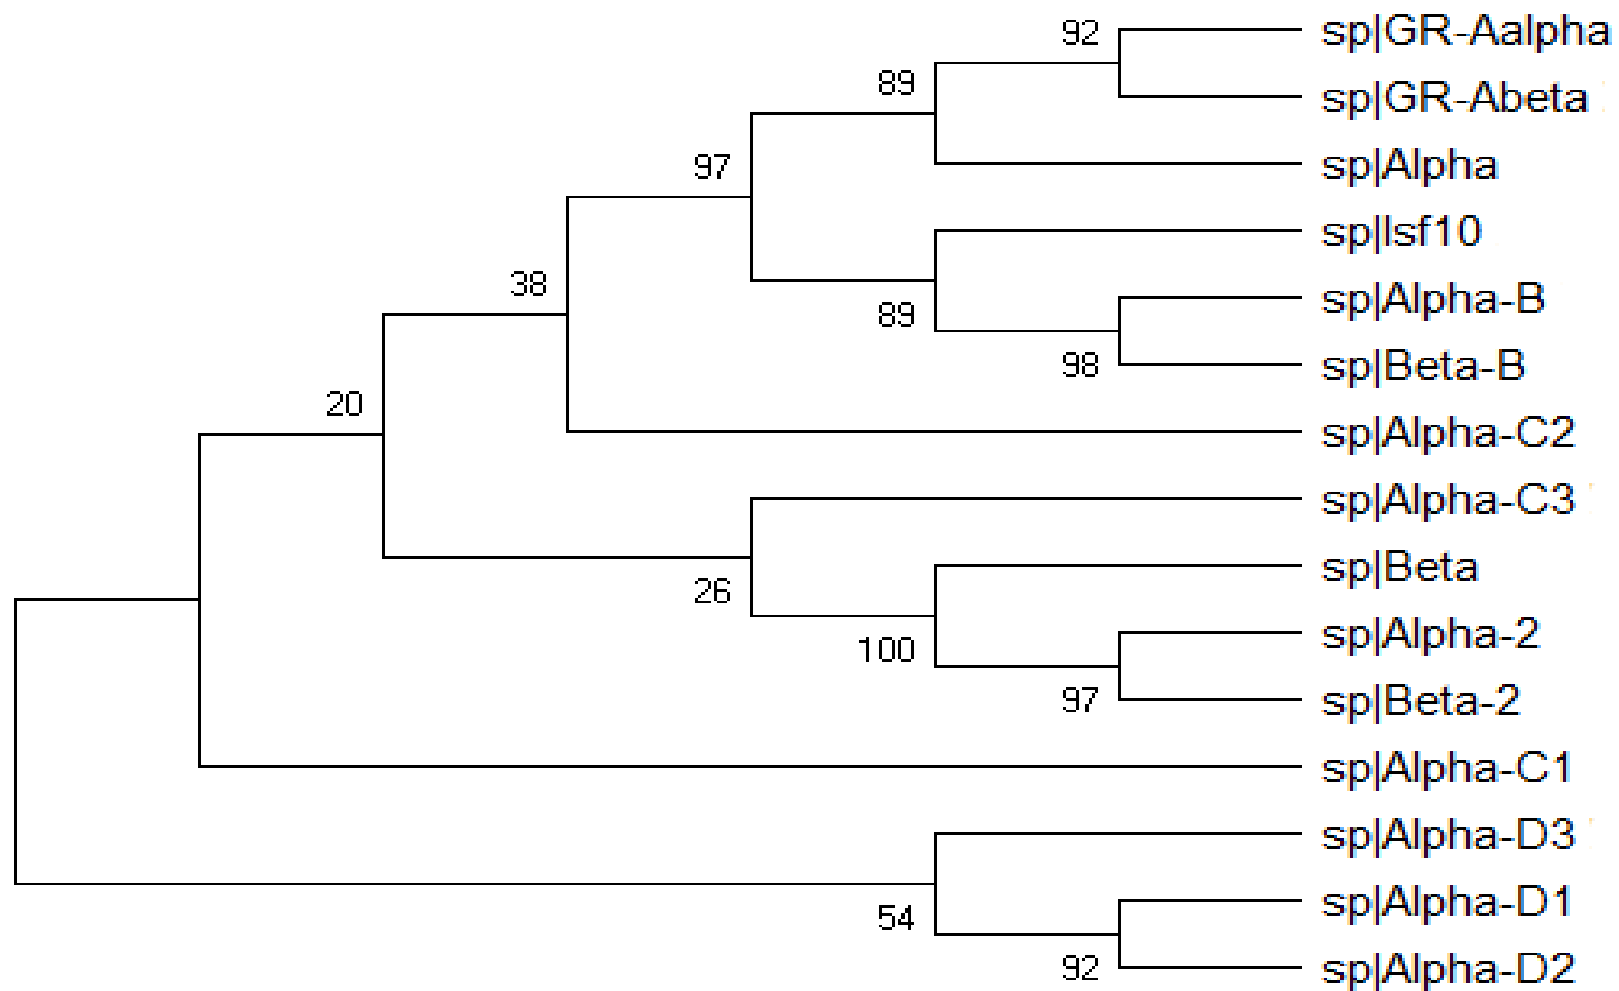 92
sp|GR-Aalpha
89
sp|GR-Abeta
97
sp|Alpha
sp|Isf10
38
89
sp|Alpha-B
98
sp|Beta-B
20
sp|Alpha-C2
sp|Alpha-C3
26
sp|Beta
100
sp|Alpha-2
97
sp|Beta-2
sp|Alpha-C1
sp|Alpha-D3
54
sp|Alpha-D1
92
sp|Alpha-D2